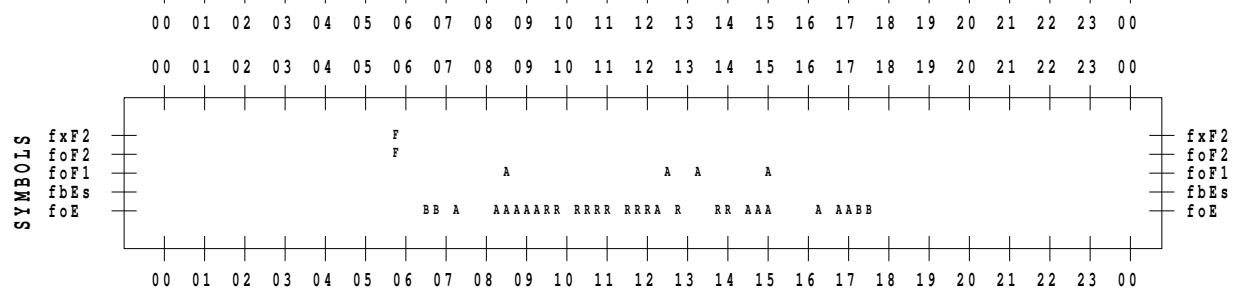 00 01 02 03 04 05 06 07 08 09 10 11 12 13 14 15 16 17 18 19 20 21 22 23 00
00 01 02 03 04 05 06 07 08 09 10 11 12 13 14 15 16 17 18 19 20 21 22 23 00
SYMBOLS
fxF2 F fxF2
foF2 F foF2
foF1 A A A A foF1
fbEs fbEs
foE BB A AAAAARR RRRR RRRA R RR AAA A AABB foE
00 01 02 03 04 05 06 07 08 09 10 11 12 13 14 15 16 17 18 19 20 21 22 23 00